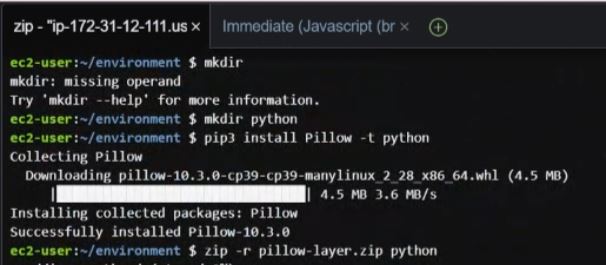 zip - "ip-172-31-12-111.us ×
Immediate (Javascript (br ×
ec2-user:~/environment $ mkdir
mkdir: missing operand
Try 'mkdir --help' for more information.
ec2-user:~/environment $ mkdir python
ec2-user:~/environment $ pip3 install Pillow -t python
Collecting Pillow
Downloading pillow-10.3.0-cp39-cp39-manylinux_2_28_x86_64.whl (4.5 MB)
| | 4.5 MB 3.6 MB/s
Installing collected packages: Pillow
Successfully installed Pillow-10.3.0
ec2-user:~/environment $ zip -r pillow-layer.zip python